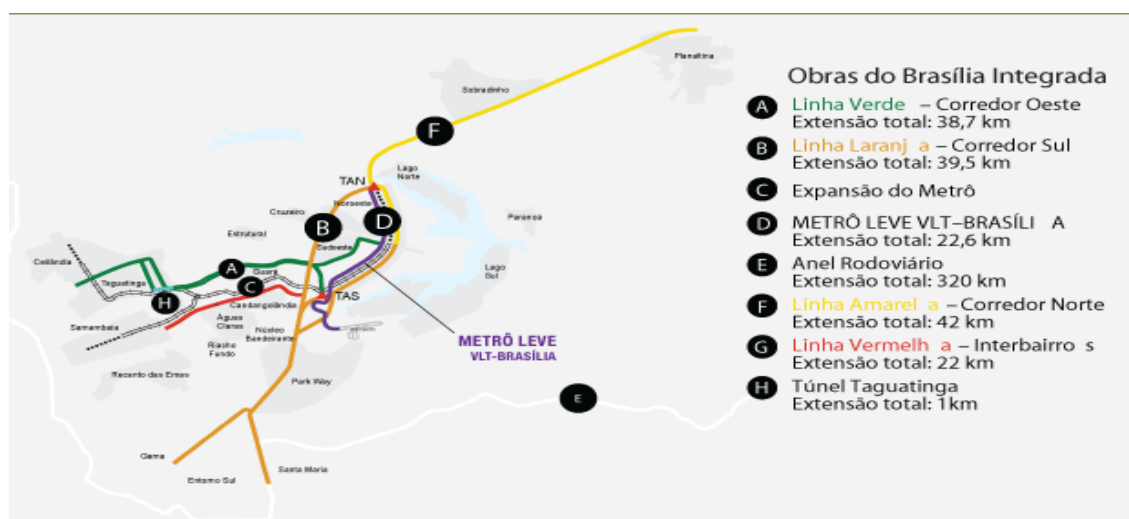 Planaltina
Sobradinho
F
Lago
Norte
TAN
Noroeste
Cruzeiro
B
D
Paranoá
Estrutural
Sudoeste
Ceilândia
A
Guará
Lago
Sul
Taguatinga
C
H
TAS
Candangolândia
Samambaia
Águas
Claras
Núcleo
Bandeirante
Riacho
Fundo
METRÔ LEVE
VLT-BRASÍLIA
Recanto das Emas
Park Way
E
Gama
Santa Maria
Entorno Sul
Obras do Brasília Integrada
A Linha Verde – Corredor Oeste
Extensão total: 38,7 km
B Linha Laranj a – Corredor Sul
Extensão total: 39,5 km
C Expansão do Metrô
D METRÔ LEVE VLT–BRASÍLI A
Extensão total: 22,6 km
E Anel Rodoviário
Extensão total: 320 km
F Linha Amarel a – Corredor Norte
Extensão total: 42 km
G Linha Vermelh a – Interbairro s
Extensão total: 22 km
H Túnel Taguatinga
Extensão total: 1km